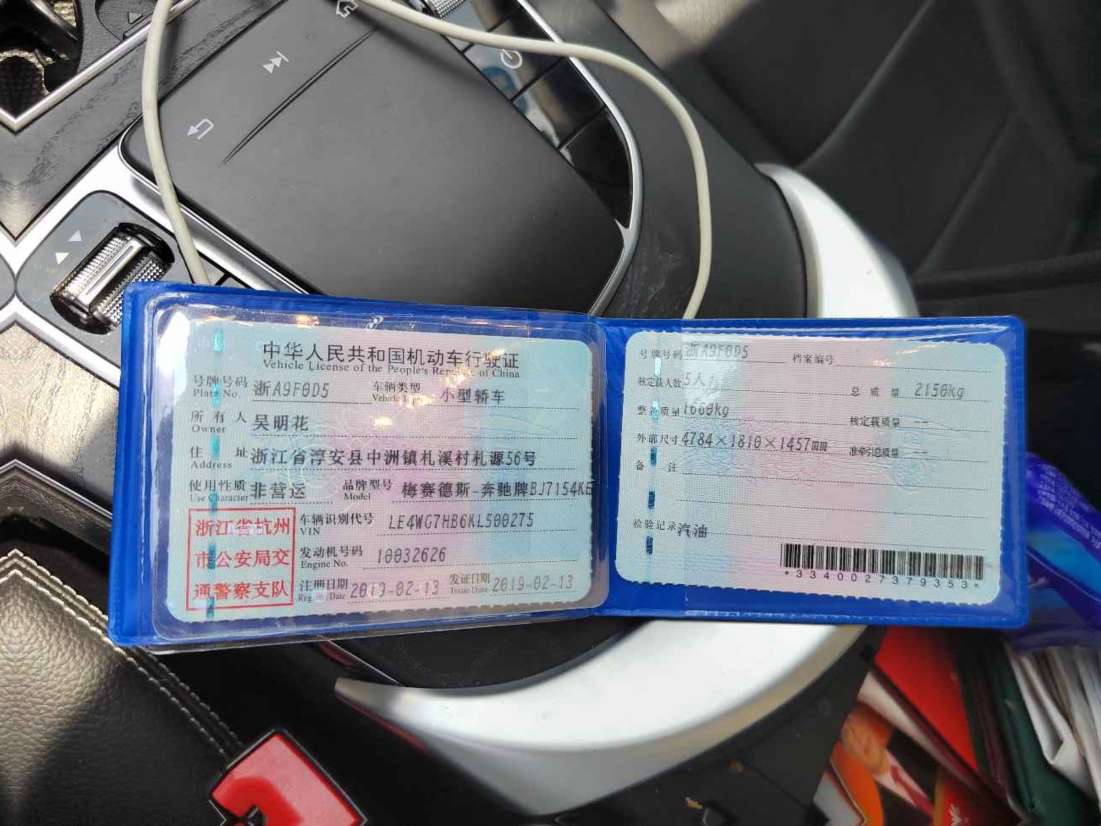 中华人民共和国机动车行驶证
Vehicle License of the People's Republic of China
号牌号码 浙A9F0D5 车辆类型 小型轿车
Plate No. Vehicle Type
所有人 吴明花
Owner
住址 浙江省淳安县中洲镇札溪村札源56号
Address
使用性质 非营运 品牌型号 梅赛德斯-奔驰牌BJ7154KE
Use Character Model
浙江省杭州
市公安局交
通警察支队
车辆识别代号 LE4WG7HB6KL500275
VIN
发动机号码 10032626
Engine No.
注册日期 2019-02-13 发证日期 2019-02-13
Register Date Issue Date
号牌号码 浙A9F0D5 档案编号
核定载人数 5人 总质量 2150kg
整备质量 1660kg 核定载质量 --
外廓尺寸 4784×1810×1457mm 准牵引总质量 --
备注
检验记录 汽油
*3340027379353*